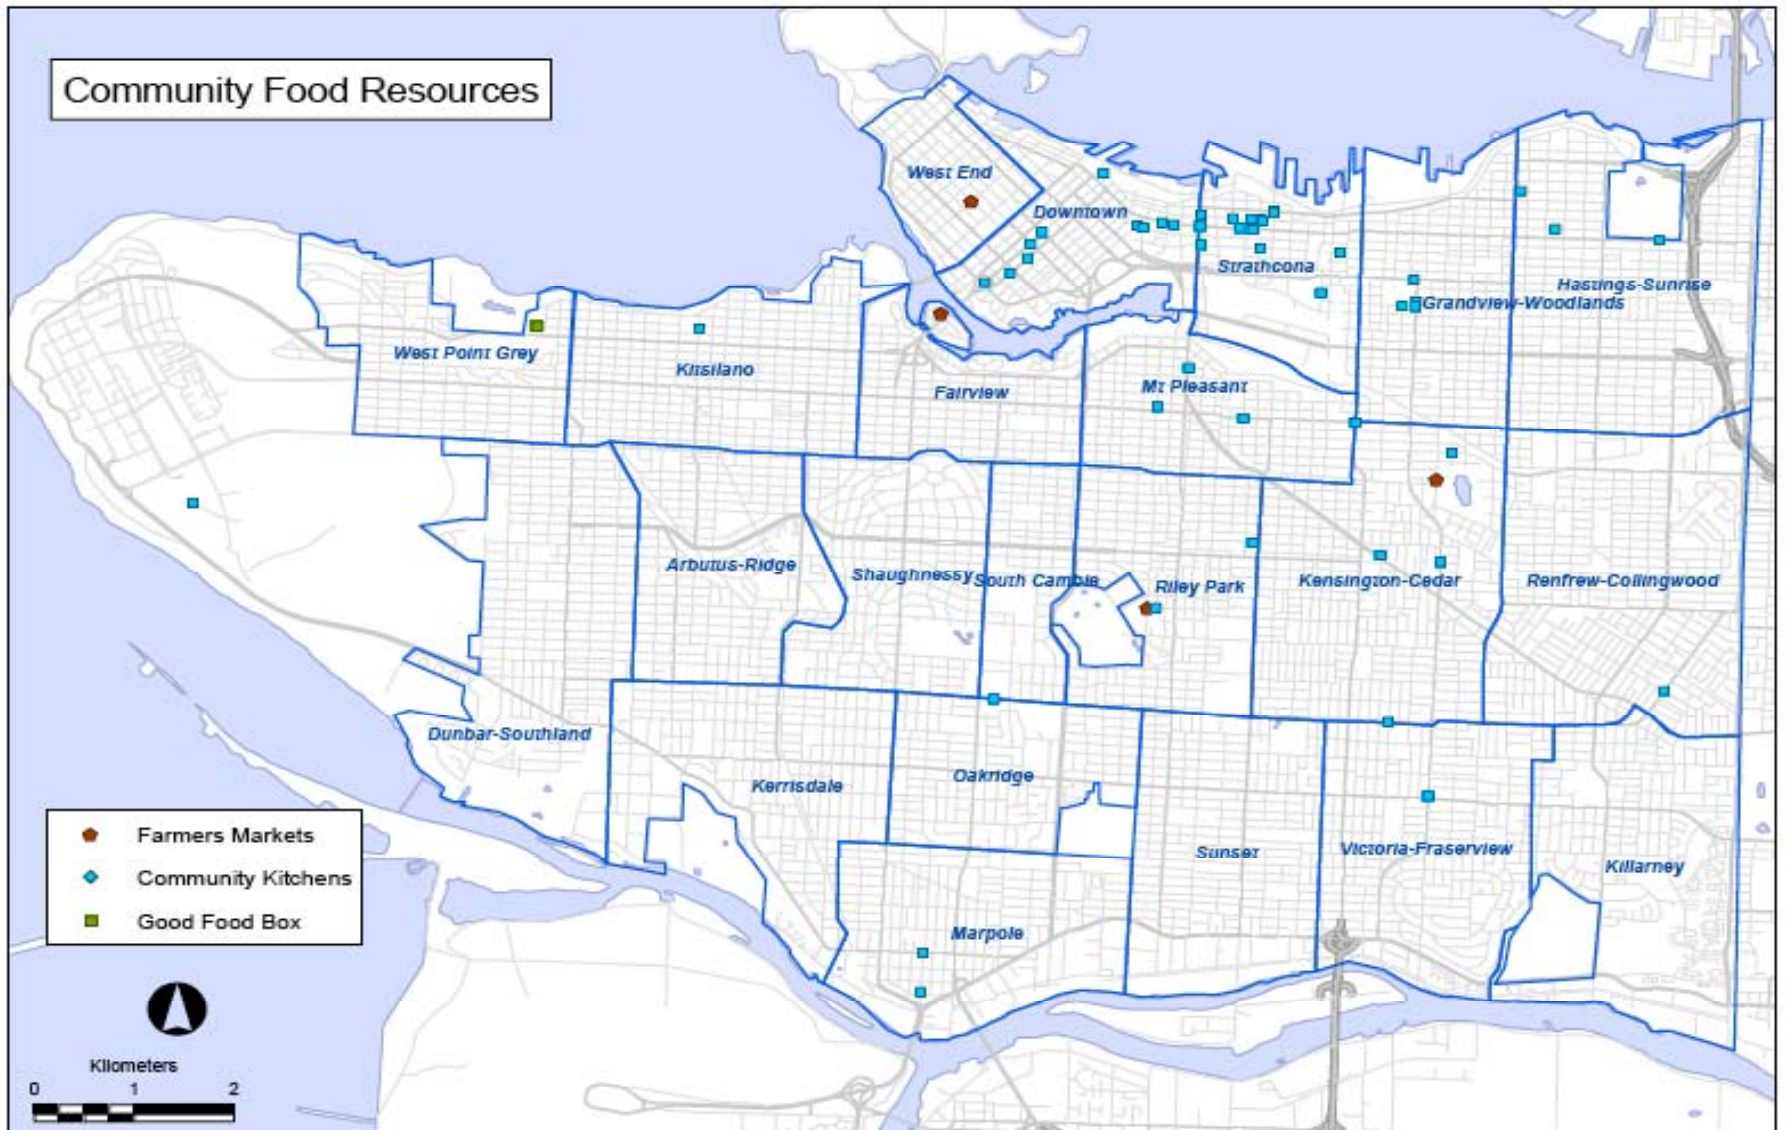 Community Food Resources
West End
Downtown
Strathcona
Hastings-Sunrise
Grandview-Woodlands
West Point Grey
Kitsilano
Fairview
Mt Pleasant
Arbutus-Ridge
Shaughnessy
South Cambie
Riley Park
Kensington-Cedar
Renfrew-Collingwood
Dunbar-Southland
Kerrisdale
Oakridge
Sunset
Victoria-Fraserview
Killarney
Marpole
Farmers Markets
Community Kitchens
Good Food Box
Kilometers
0 1 2